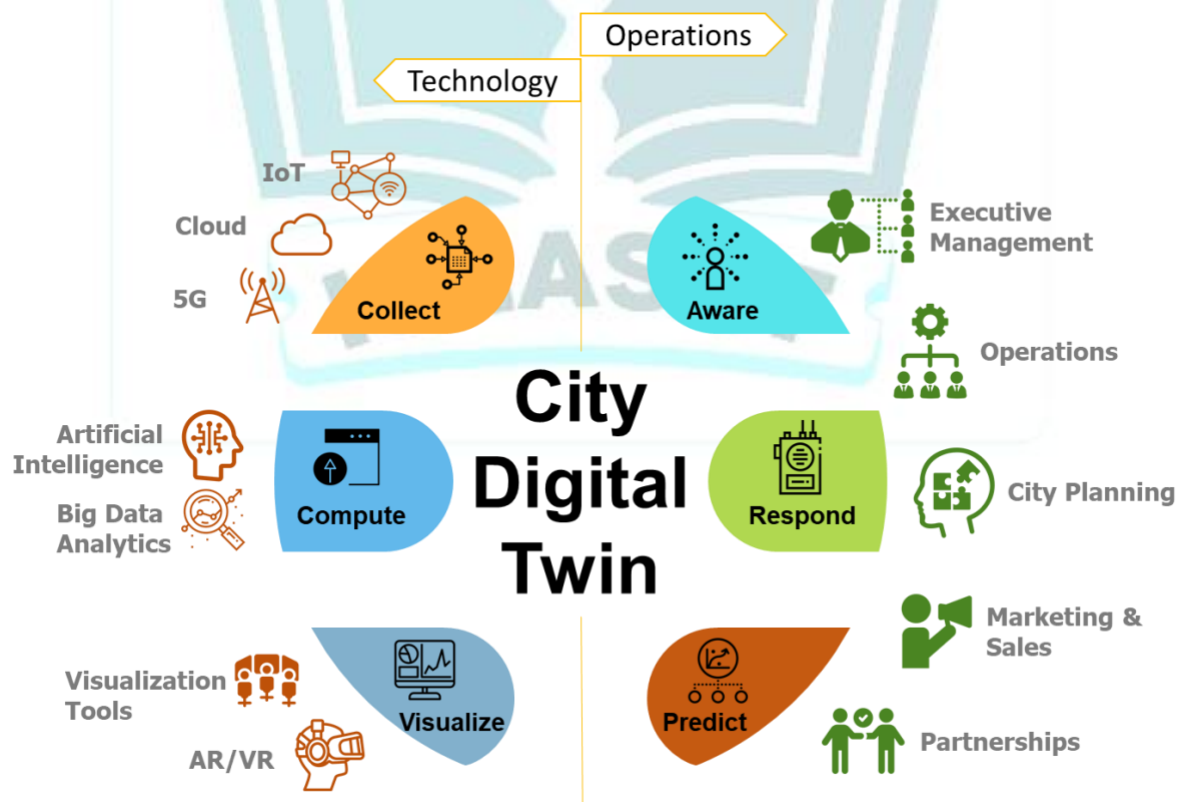 Operations
Technology
IoT
Cloud
5G
Collect
Aware
Executive
Management
Operations
City
Digital
Twin
Artificial
Intelligence
Big Data
Analytics
Compute
Respond
City Planning
Visualization
Tools
AR/VR
Visualize
Predict
Marketing &
Sales
Partnerships